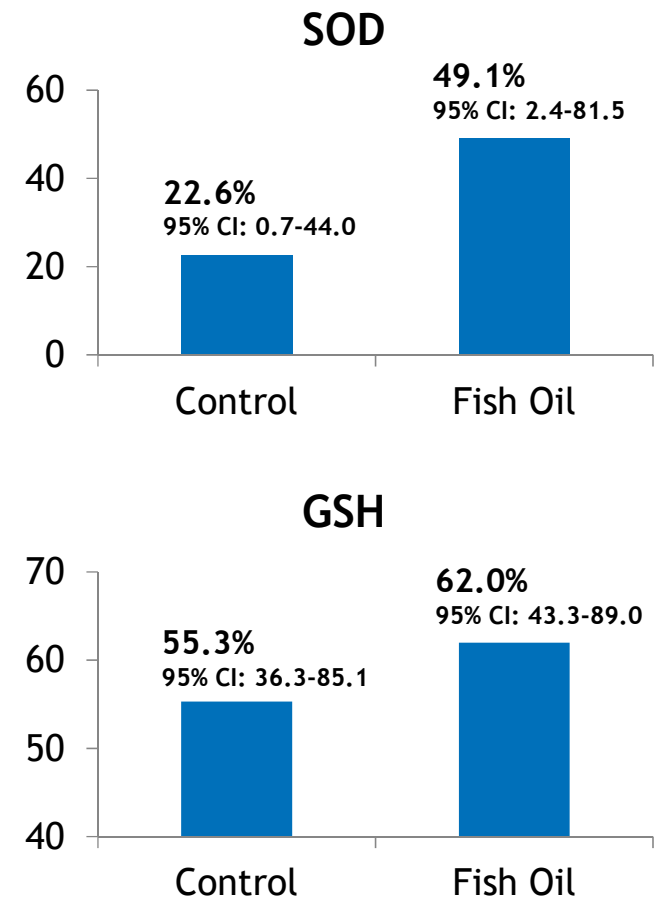 SOD
60
49.1%
95% CI: 2.4-81.5
40
22.6%
95% CI: 0.7-44.0
20
0
Control Fish Oil
GSH
70
62.0%
95% CI: 43.3-89.0
60
55.3%
95% CI: 36.3-85.1
50
40
Control Fish Oil